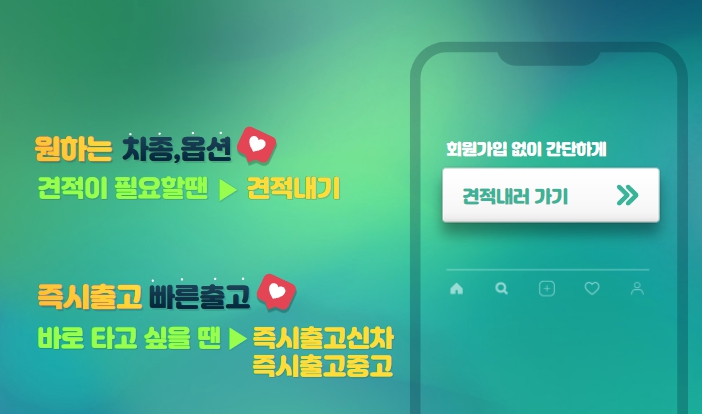 원하는 차종,옵션
견적이 필요할땐 ▶ 견적내기
즉시출고 빠른출고
바로 타고 싶을 땐 ▶ 즉시출고신차
즉시출고중고
회원가입 없이 간단하게
견적내러 가기